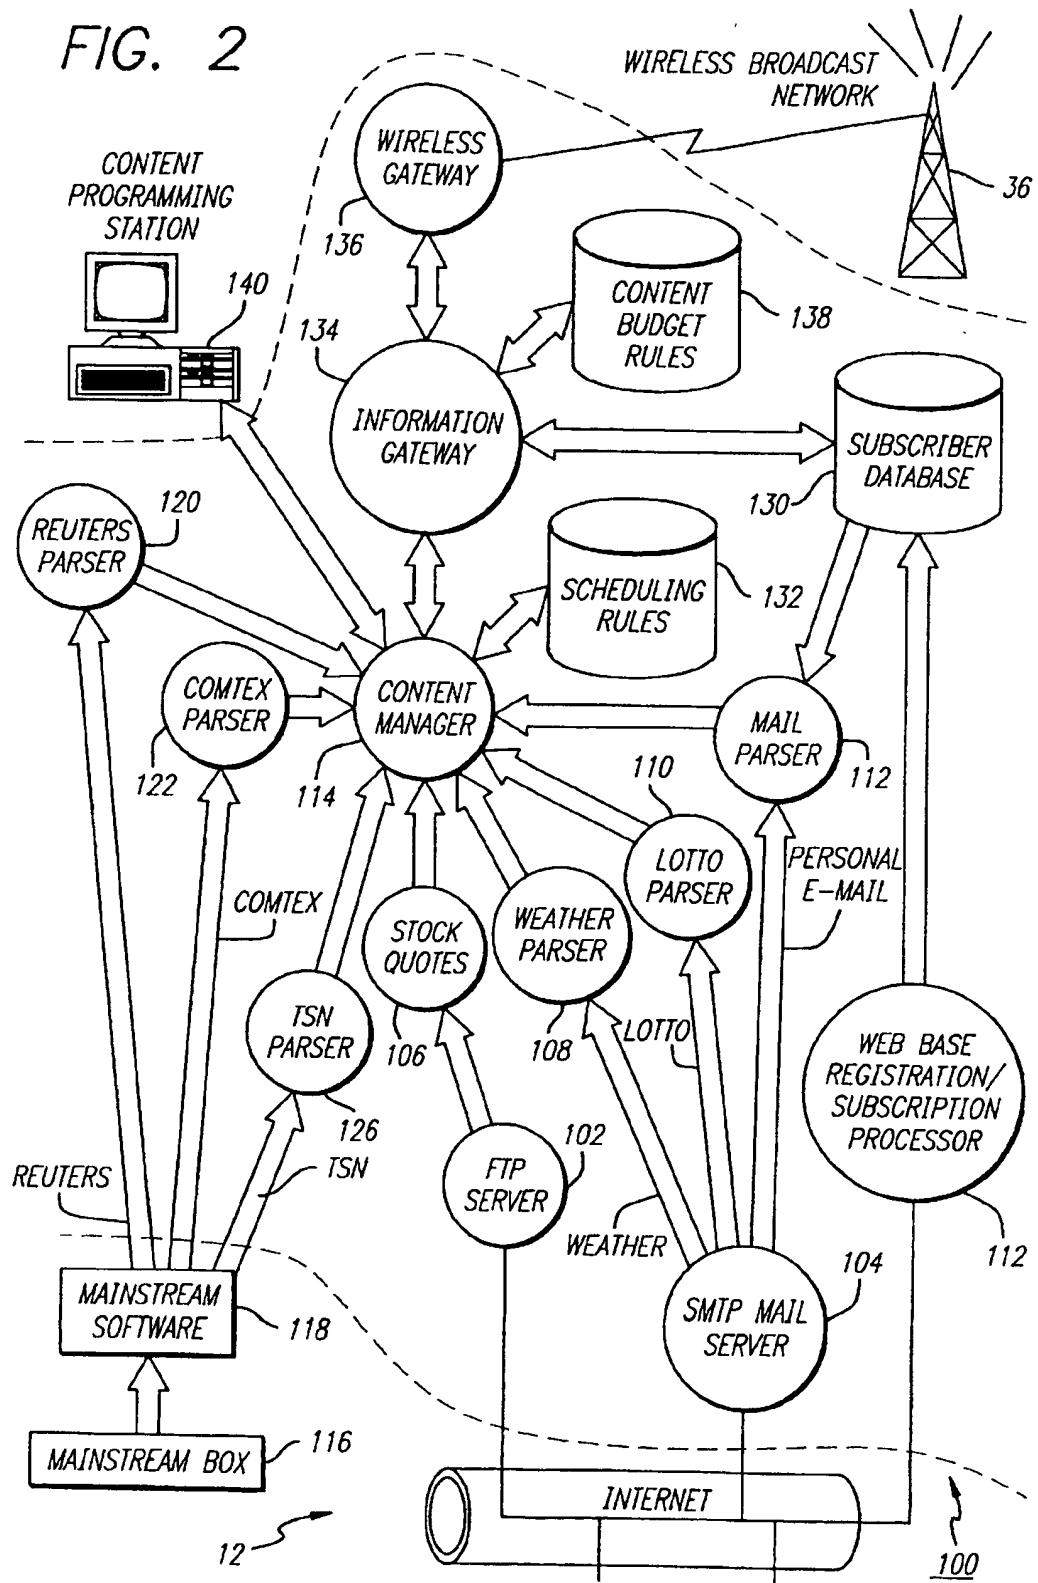 FIG. 2
WIRELESS BROADCAST
NETWORK
36
WIRELESS
GATEWAY
136
CONTENT
PROGRAMMING
STATION
140
134
CONTENT
BUDGET
RULES
138
INFORMATION
GATEWAY
SUBSCRIBER
DATABASE
130
120
REUTERS
PARSER
SCHEDULING
RULES
132
COMTEX
PARSER
122
CONTENT
MANAGER
114
MAIL
PARSER
112
110
LOTTO
PARSER
PERSONAL
E-MAIL
COMTEX
STOCK
QUOTES
106
WEATHER
PARSER
108
LOTTO
TSN
PARSER
126
TSN
WEB BASE
REGISTRATION/
SUBSCRIPTION
PROCESSOR
112
102
FTP
SERVER
REUTERS
WEATHER
104
SMTP MAIL
SERVER
MAINSTREAM
SOFTWARE
118
MAINSTREAM BOX
116
INTERNET
12
100